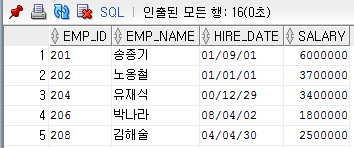 SQL | 인출된 모든 행: 16(0초)
EMP_ID EMP_NAME HIRE_DATE SALARY
1 201 송종기 01/09/01 6000000
2 202 노옹철 01/01/01 3700000
3 204 유재식 00/12/29 3400000
4 206 박나라 08/04/02 1800000
5 208 김해술 04/04/30 2500000